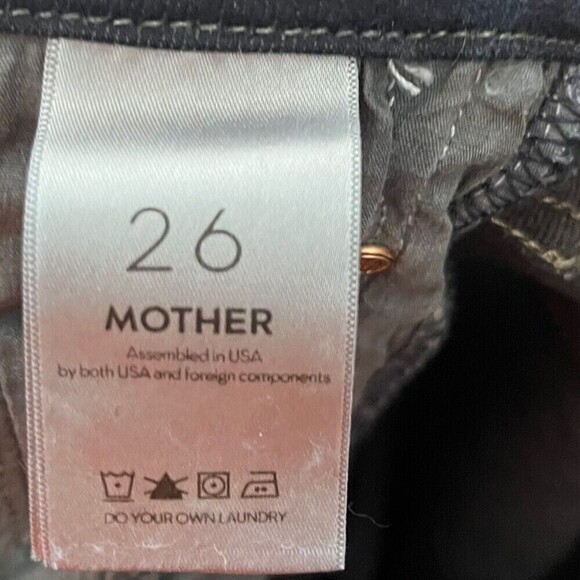 26
MOTHER
Assembled in USA
by both USA and foreign components
DO YOUR OWN LAUNDRY